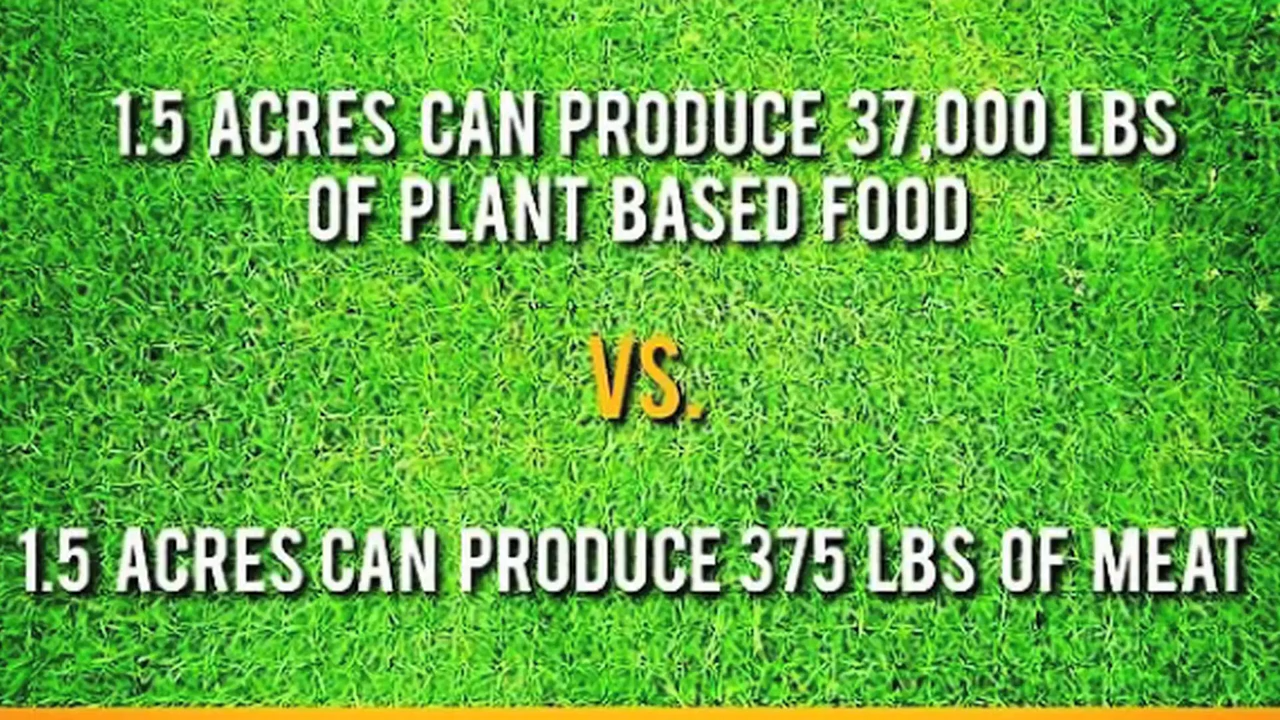 1.5 ACRES CAN PRODUCE 37,000 LBS
OF PLANT BASED FOOD
VS.
1.5 ACRES CAN PRODUCE 375 LBS OF MEAT